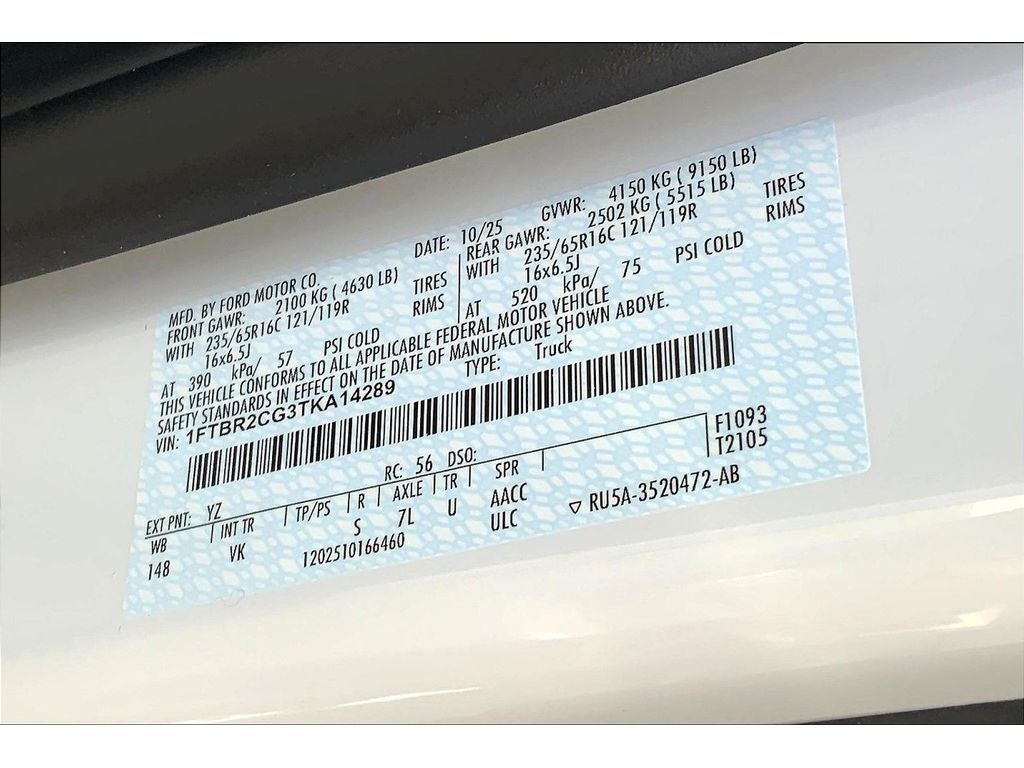 MFD. BY FORD MOTOR CO.
DATE: 10/25
GVWR: 4150 KG ( 9150 LB)
FRONT GAWR: 2100 KG ( 4630 LB)
REAR GAWR: 2502 KG ( 5515 LB)
WITH 235/65R16C 121/119R TIRES
WITH 235/65R16C 121/119R TIRES
16x6.5J RIMS
16x6.5J RIMS
AT 390 kPa/ 57 PSI COLD
AT 520 kPa/ 75 PSI COLD
THIS VEHICLE CONFORMS TO ALL APPLICABLE FEDERAL MOTOR VEHICLE
SAFETY STANDARDS IN EFFECT ON THE DATE OF MANUFACTURE SHOWN ABOVE.
VIN: 1FTBR2CG3TKA14289
TYPE: Truck
F1093
T2105
EXT PNT: YZ RC: 56 DSO:
WB INT TR TP/PS R AXLE TR SPR
148 VK S 7L U AACC
ULC
1202510166460
▽ RU5A-3520472-AB